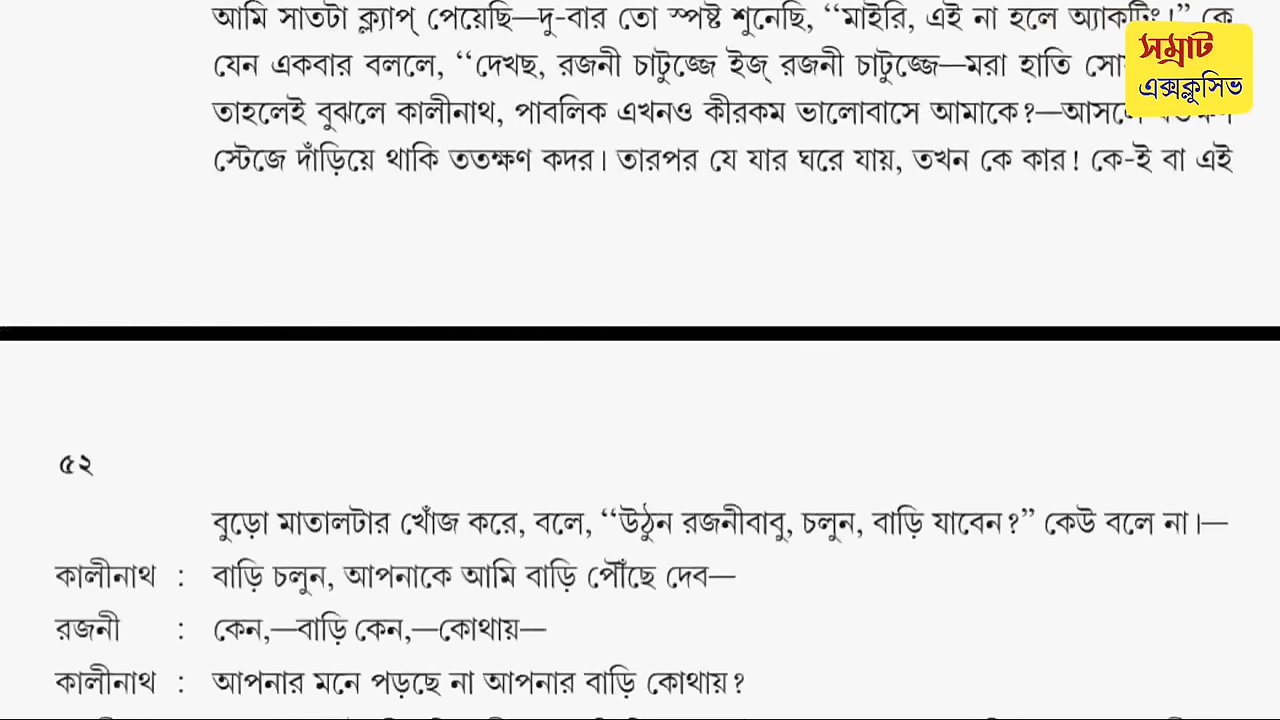 আমি সাতটা ক্ল্যাপ্ পেয়েছি—দু-বার তো স্পষ্ট শুনেছি, ‘‘মাইরি, এই না হলে অ্যাকটিং!” কে
সম্রাট
যেন একবার বললে, ‘‘দেখছ, রজনী চাটুজ্জে ইজ্ রজনী চাটুজ্জে—মরা হাতি
এক্সক্লুসিভ
তাহলেই বুঝলে কালীনাথ, পাবলিক এখনও কীরকম ভালোবাসে আমাকে?—আসলে
স্টেজে দাঁড়িয়ে থাকি ততক্ষণ কদর। তারপর যে যার ঘরে যায়, তখন কে কার! কে-ই বা এই
৫২
বুড়ো মাতালটার খোঁজ করে, বলে, ‘‘উঠুন রজনীবাবু, চলুন, বাড়ি যাবেন?” কেউ বলে না।—
কালীনাথ : বাড়ি চলুন, আপনাকে আমি বাড়ি পৌঁছে দেব—
রজনী : কেন,—বাড়ি কেন,—কোথায়—
কালীনাথ : আপনার মনে পড়ছে না আপনার বাড়ি কোথায়?